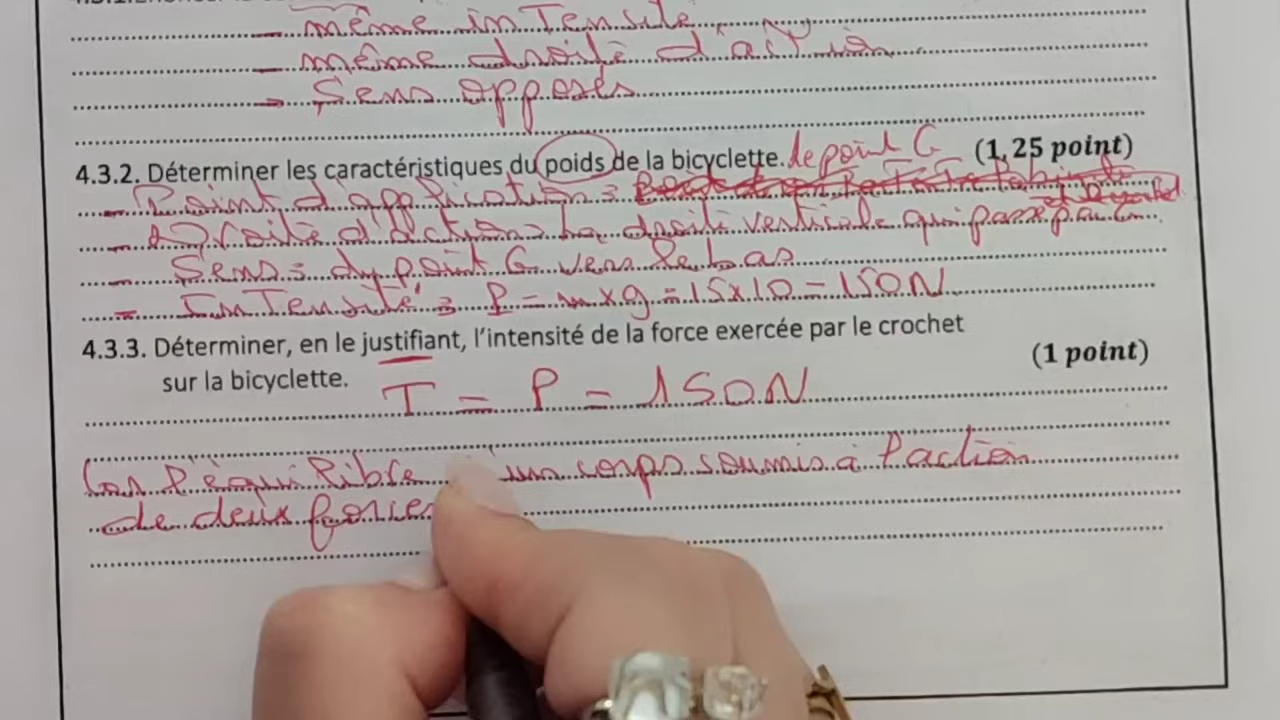 - même intensité
- même droite d'action
- Sens opposés
4.3.2. Déterminer les caractéristiques du poids de la bicyclette. le point G (1,25 point)
- Point d'application :
- Droite d'action : la droite verticale qui passe par G
- Sens : du point G vers le bas
- Intensité : P = m x g = 15 x 10 = 150N
4.3.3. Déterminer, en le justifiant, l'intensité de la force exercée par le crochet
sur la bicyclette. (1 point)
T = P = 150N
l'équilibre un corps soumis à l'action
de deux forces